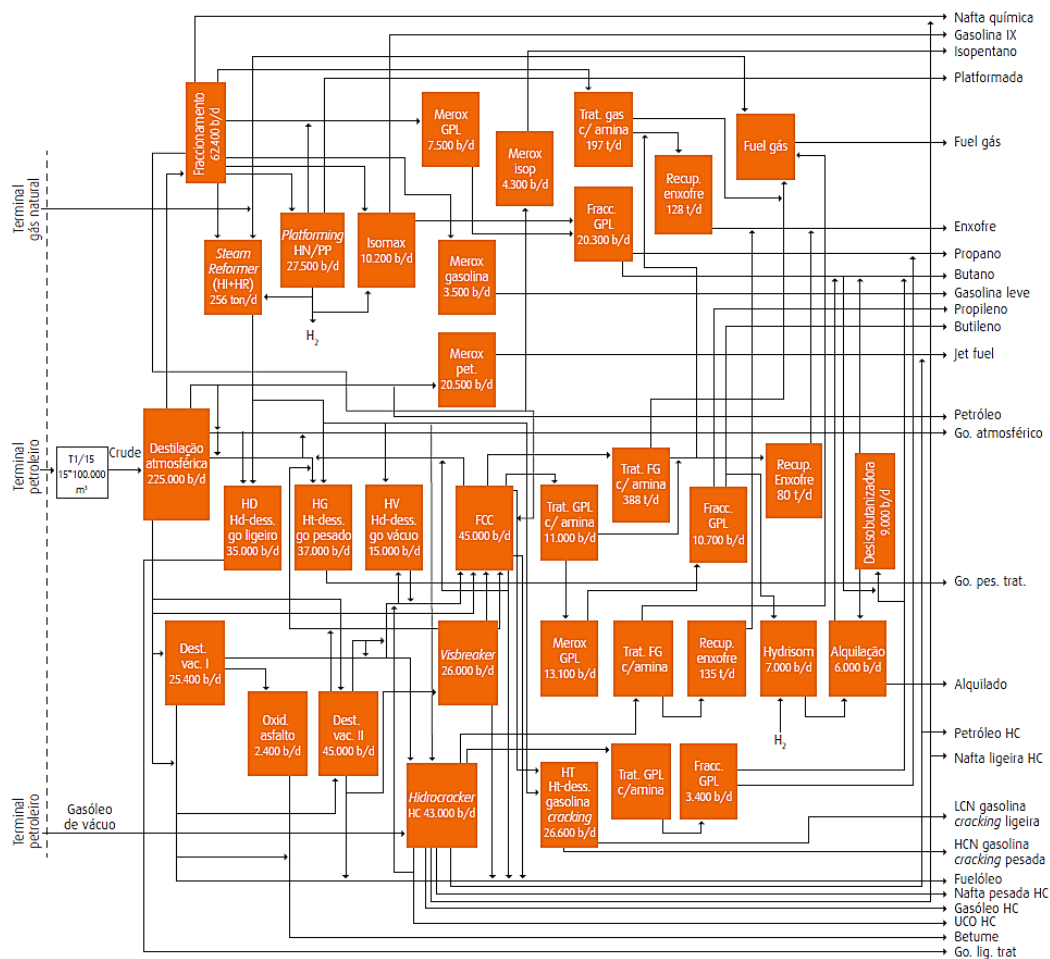 Nafta química
Gasolina IX
Isopentano
Platformada
Fraccionamento
62.400 b/d
Merox
GPL
7.500 b/d
Trat. gas
c/ amina
197 t/d
Fuel gás
Fuel gás
Merox
isop
4.300 b/d
Recup.
enxofre
128 t/d
Terminal
gás natural
Steam
Reformer
(HI+HR)
256 ton/d
Platforming
HN/PP
27.500 b/d
Isomax
10.200 b/d
Fracc.
GPL
20.300 b/d
Enxofre
Merox
gasolina
3.500 b/d
Propano
Butano
Gasolina leve
Propileno
Butileno
H2
Merox
pet.
20.500 b/d
Jet fuel
Petróleo
Go. atmosférico
Terminal
petroleiro
T1/15
15*100.000
m³
Crude
Destilação
atmosférica
225.000 b/d
HD
Hd-dess.
go ligeiro
35.000 b/d
HG
Ht-dess.
go pesado
37.000 b/d
HV
Hd-dess.
go vácuo
15.000 b/d
FCC
45.000 b/d
Trat. GPL
c/ amina
11.000 b/d
Trat. FG
c/ amina
388 t/d
Fracc.
GPL
10.700 b/d
Recup.
Enxofre
80 t/d
Desisobutanizadora
9.000 b/d
Go. pes. trat.
Dest.
vac. I
25.400 b/d
Oxid.
asfalto
2.400 b/d
Dest.
vac. II
45.000 b/d
Visbreaker
26.000 b/d
Merox
GPL
13.100 b/d
Trat. FG
c/amina
Recup.
enxofre
135 t/d
Hydrisom
7.000 b/d
Alquilação
6.000 b/d
Alquilado
H2
Petróleo HC
Nafta ligeira HC
Terminal
petroleiro
Gasóleo
de vácuo
Hidrocracker
HC 43.000 b/d
HT
Ht-dess.
gasolina
cracking
26.600 b/d
Trat. GPL
c/amina
Fracc.
GPL
3.400 b/d
LCN gasolina
cracking ligeira
HCN gasolina
cracking pesada
Fuelóleo
Nafta pesada HC
Gasóleo HC
UCO HC
Betume
Go. lig. trat